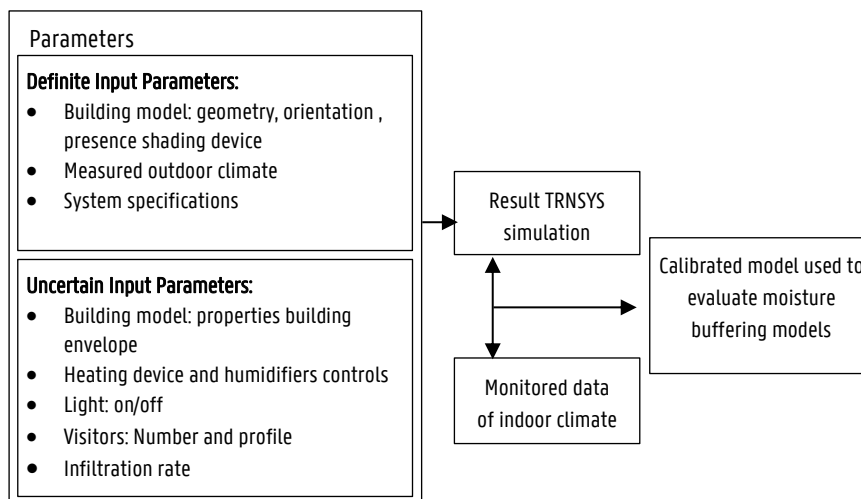 Parameters
Definite Input Parameters:
• Building model: geometry, orientation ,
presence shading device
• Measured outdoor climate
• System specifications
Uncertain Input Parameters:
• Building model: properties building
envelope
• Heating device and humidifiers controls
• Light: on/off
• Visitors: Number and profile
• Infiltration rate
Result TRNSYS
simulation
Monitored data
of indoor climate
Calibrated model used to
evaluate moisture
buffering models